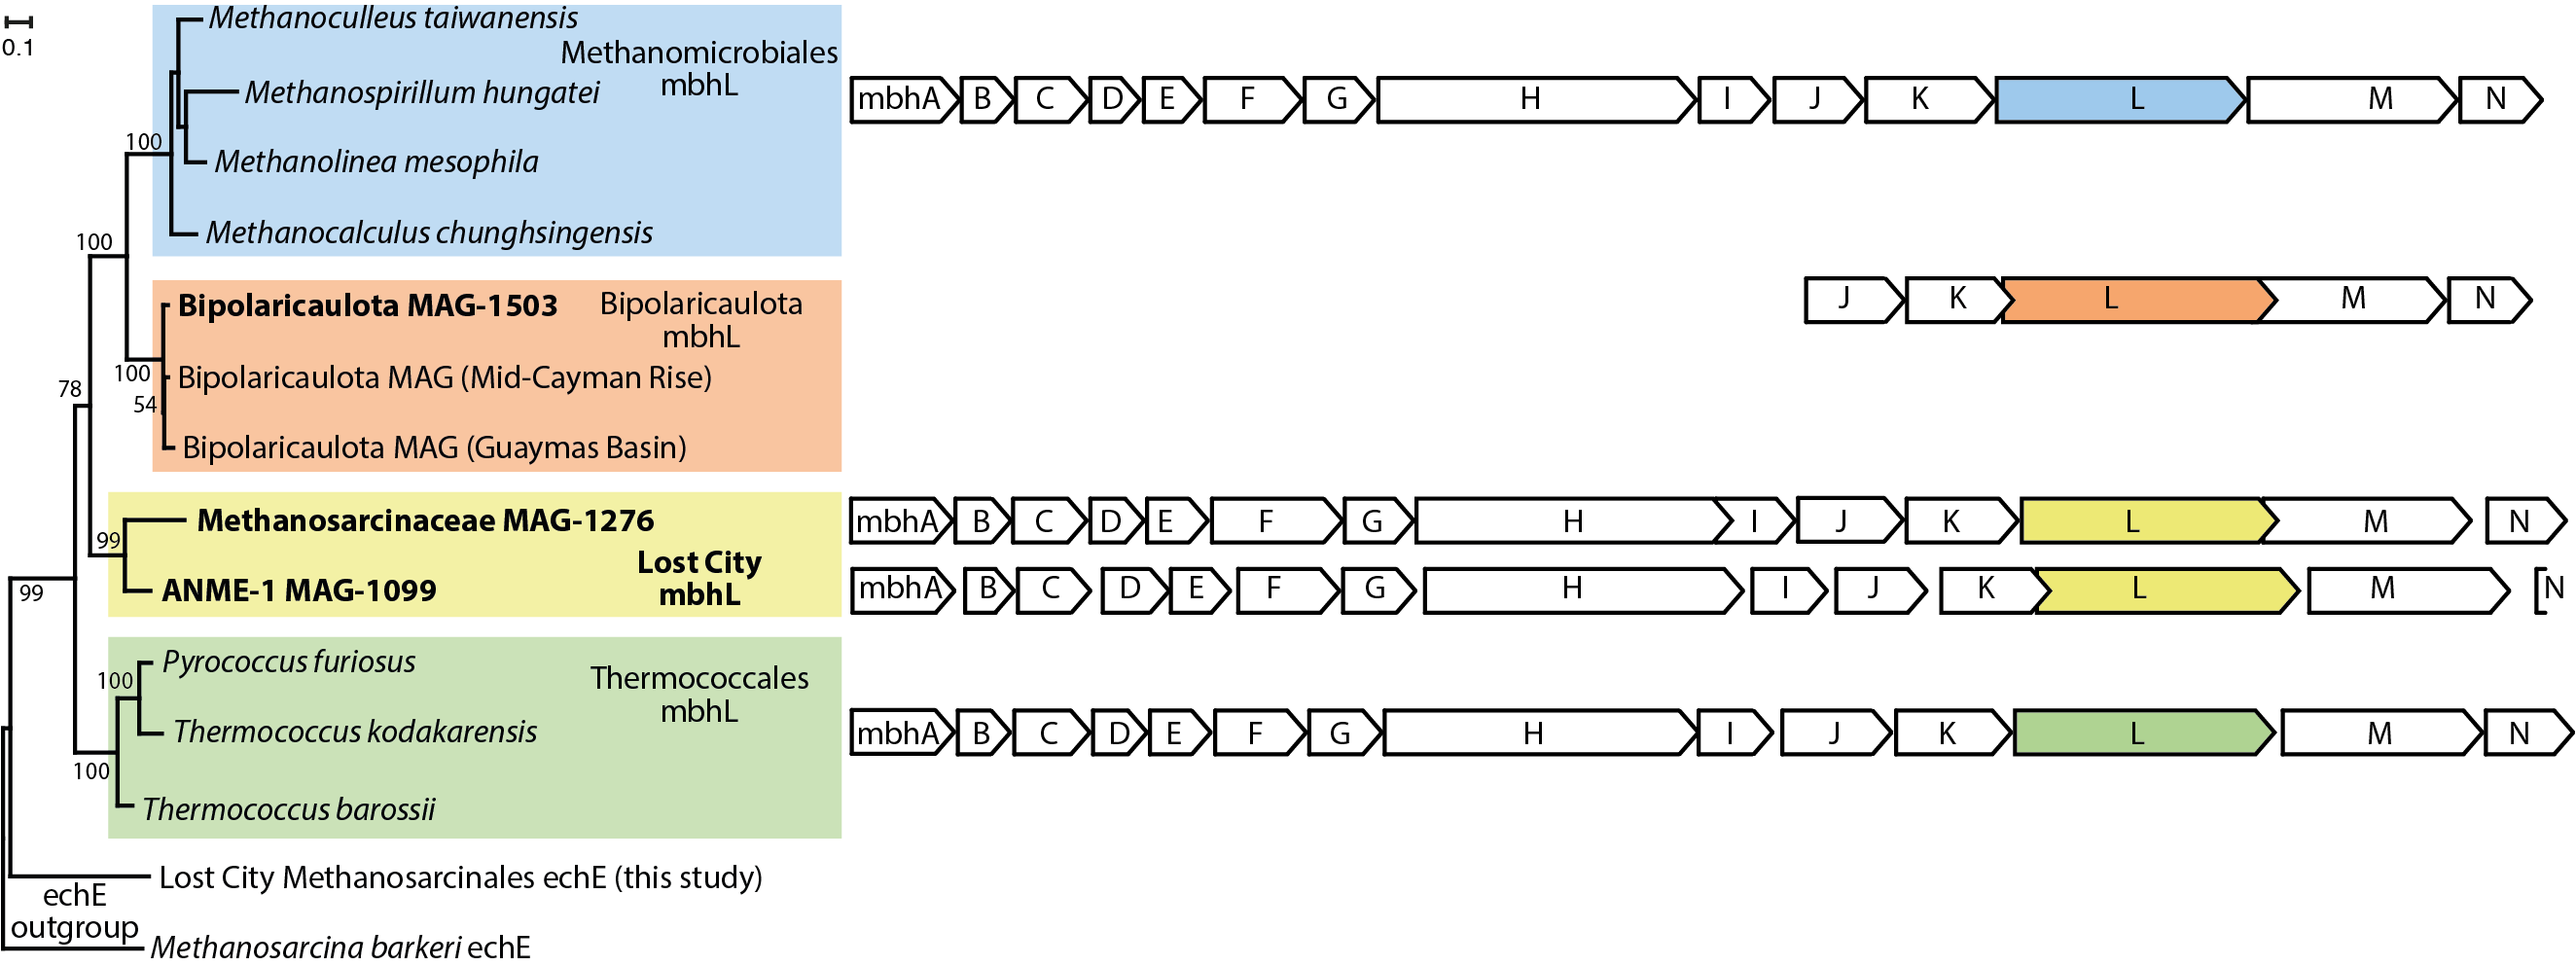 0.1
Methanoculleus taiwanensis
Methanomicrobiales
mbhL
Methanospirillum hungatei
mbhA B C D E F G H I J K L M N
100
Methanolinea mesophila
Methanocalculus chunghsingensis
100
Bipolaricaulota MAG-1503
Bipolaricaulota
mbhL
J K L M N
100
Bipolaricaulota MAG (Mid-Cayman Rise)
54
78
Bipolaricaulota MAG (Guaymas Basin)
Methanosarcinaceae MAG-1276
mbhA B C D E F G H I J K L M N
99
Lost City
mbhL
ANME-1 MAG-1099
mbhA B C D E F G H I J K L M N
99
Pyrococcus furiosus
Thermococcales
mbhL
100
Thermococcus kodakarensis
mbhA B C D E F G H I J K L M N
100
Thermococcus barossii
Lost City Methanosarcinales echE (this study)
echE
outgroup
Methanosarcina barkeri echE